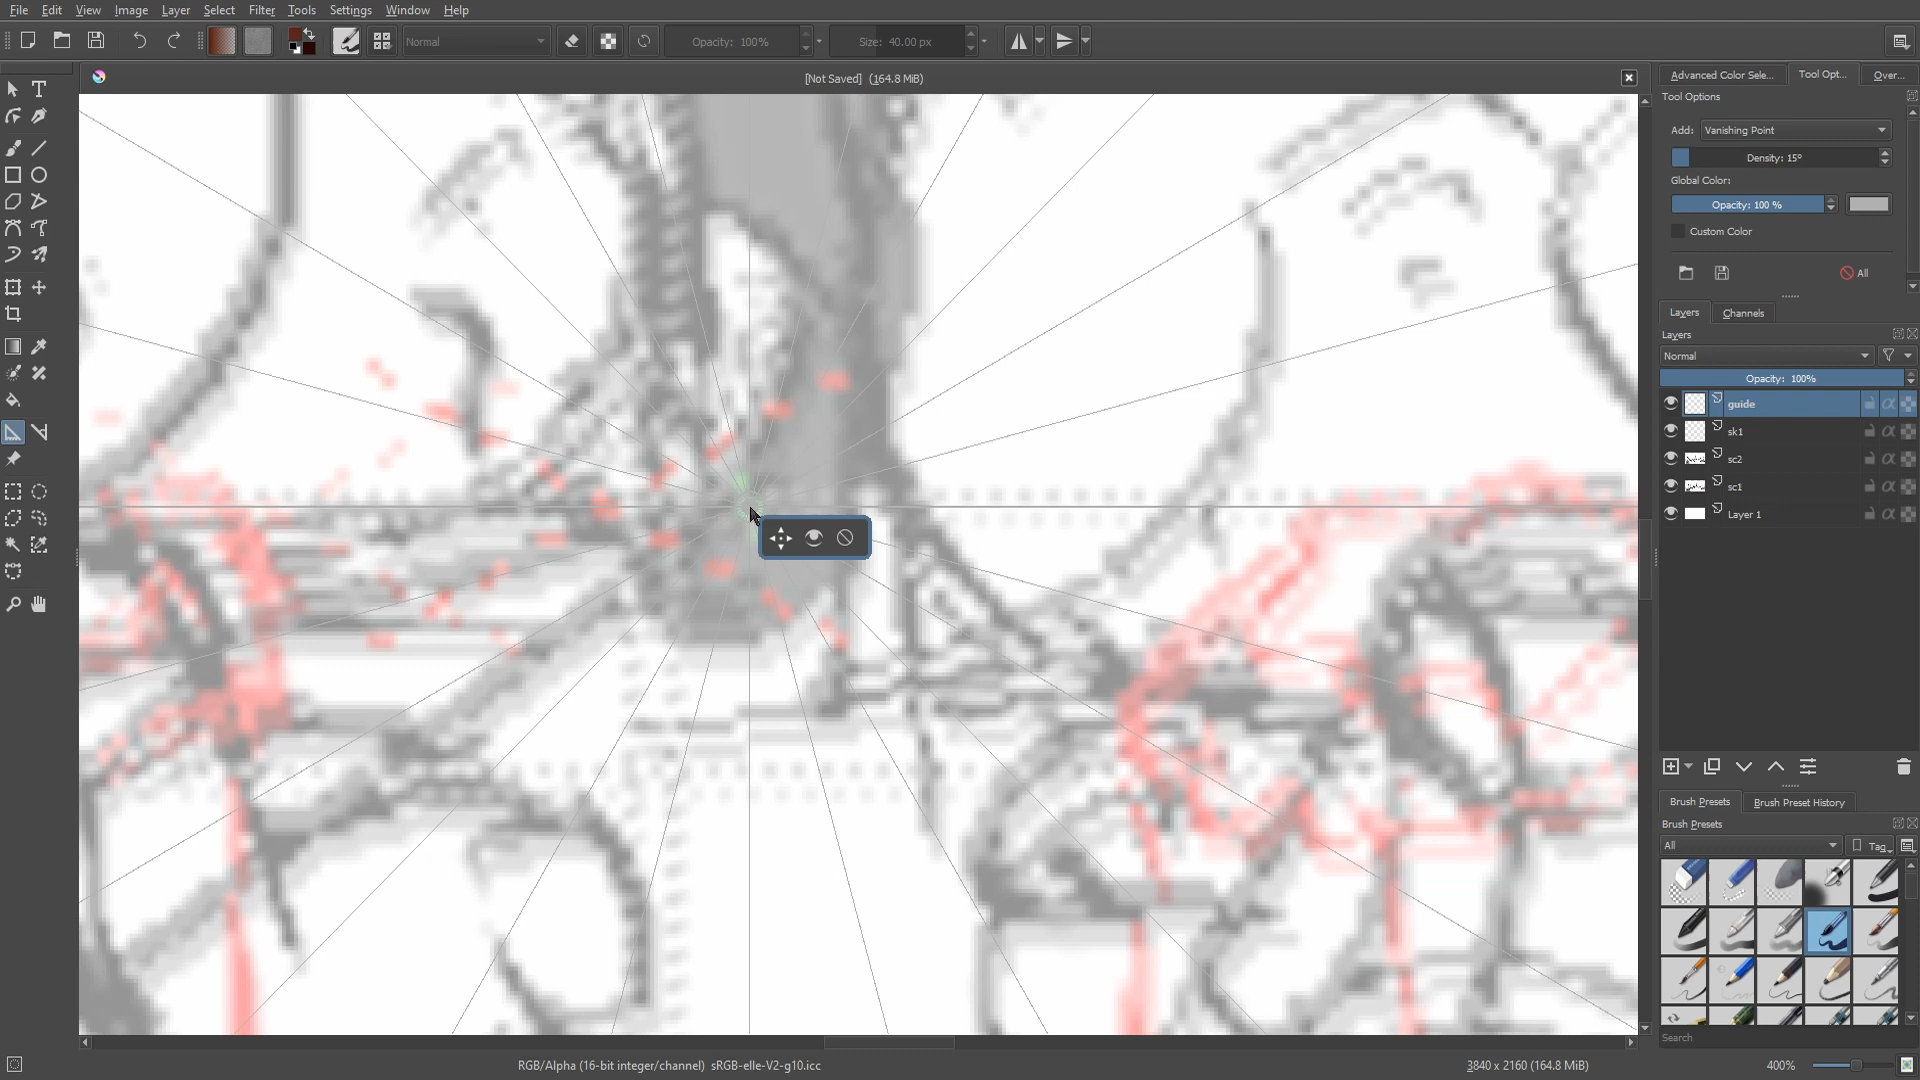 File Edit View Image Layer Select Filter Tools Settings Window Help
Normal Opacity: 100% Size: 40.00 px
[Not Saved] (164.8 MiB)
Advanced Color Sele... Tool Opt... Over...
Tool Options
Add: Vanishing Point
Density: 15°
Global Color:
Opacity: 100 %
Custom Color
All
Layers Channels
Layers
Normal
Opacity: 100%
guide
sk1
sc2
sc1
Layer 1
Brush Presets Brush Preset History
Brush Presets
All Tag
Search
RGB/Alpha (16-bit integer/channel) sRGB-elle-V2-g10.icc
3840 x 2160 (164.8 MiB)
400%